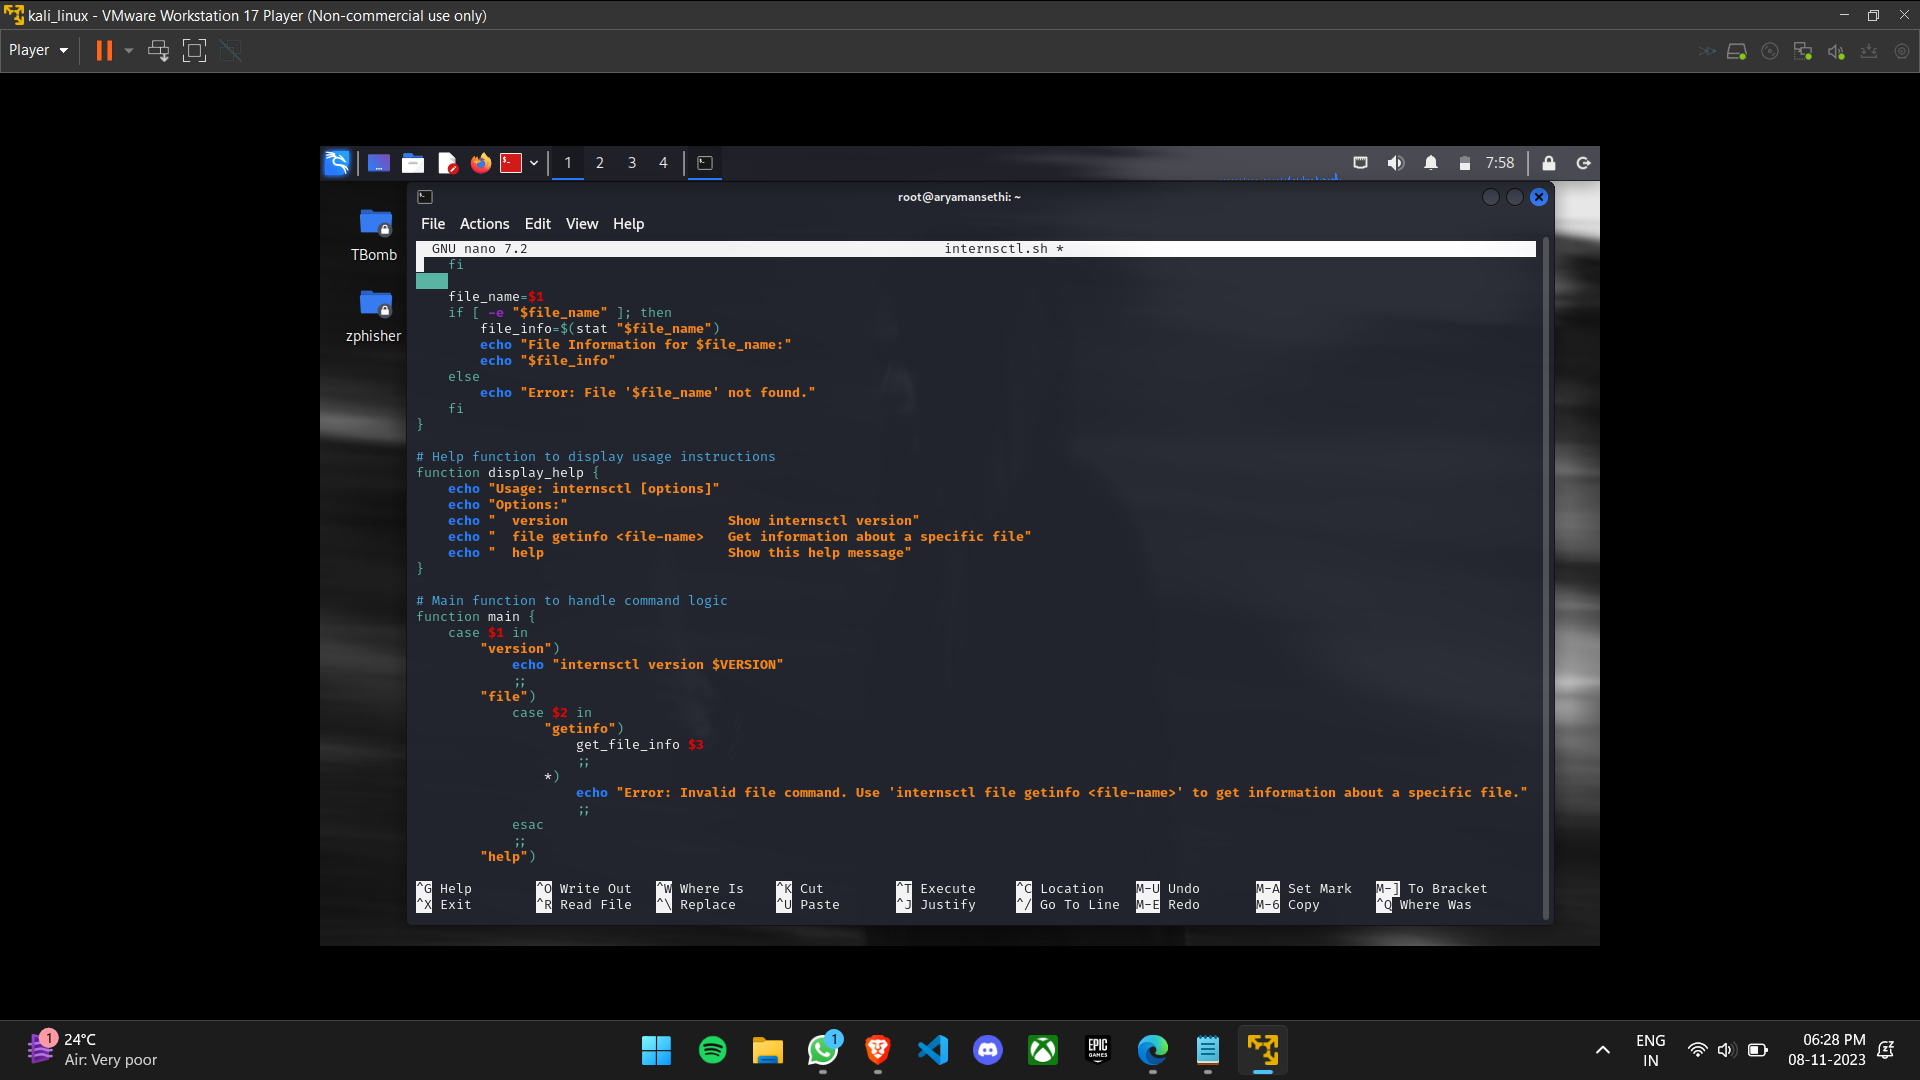 kali_linux - VMware Workstation 17 Player (Non-commercial use only)
Player
1 2 3 4
7:58
root@aryamansethi: ~
File Actions Edit View Help
TBomb
zphisher
GNU nano 7.2 internsctl.sh *
    fi

    file_name=$1
    if [ -e "$file_name" ]; then
        file_info=$(stat "$file_name")
        echo "File Information for $file_name:"
        echo "$file_info"
    else
        echo "Error: File '$file_name' not found."
    fi
}

# Help function to display usage instructions
function display_help {
    echo "Usage: internsctl [options]"
    echo "Options:"
    echo "  version                    Show internsctl version"
    echo "  file getinfo <file-name>   Get information about a specific file"
    echo "  help                       Show this help message"
}

# Main function to handle command logic
function main {
    case $1 in
        "version")
            echo "internsctl version $VERSION"
            ;;
        "file")
            case $2 in
                "getinfo")
                    get_file_info $3
                    ;;
                *)
                    echo "Error: Invalid file command. Use 'internsctl file getinfo <file-name>' to get information about a specific file."
                    ;;
            esac
            ;;
        "help")
^G Help ^O Write Out ^W Where Is ^K Cut ^T Execute ^C Location M-U Undo M-A Set Mark M-] To Bracket
^X Exit ^R Read File ^\ Replace ^U Paste ^J Justify ^/ Go To Line M-E Redo M-6 Copy ^Q Where Was
1
24°C
Air: Very poor
1
EPIC
GAMES
ENG
IN
06:28 PM
08-11-2023